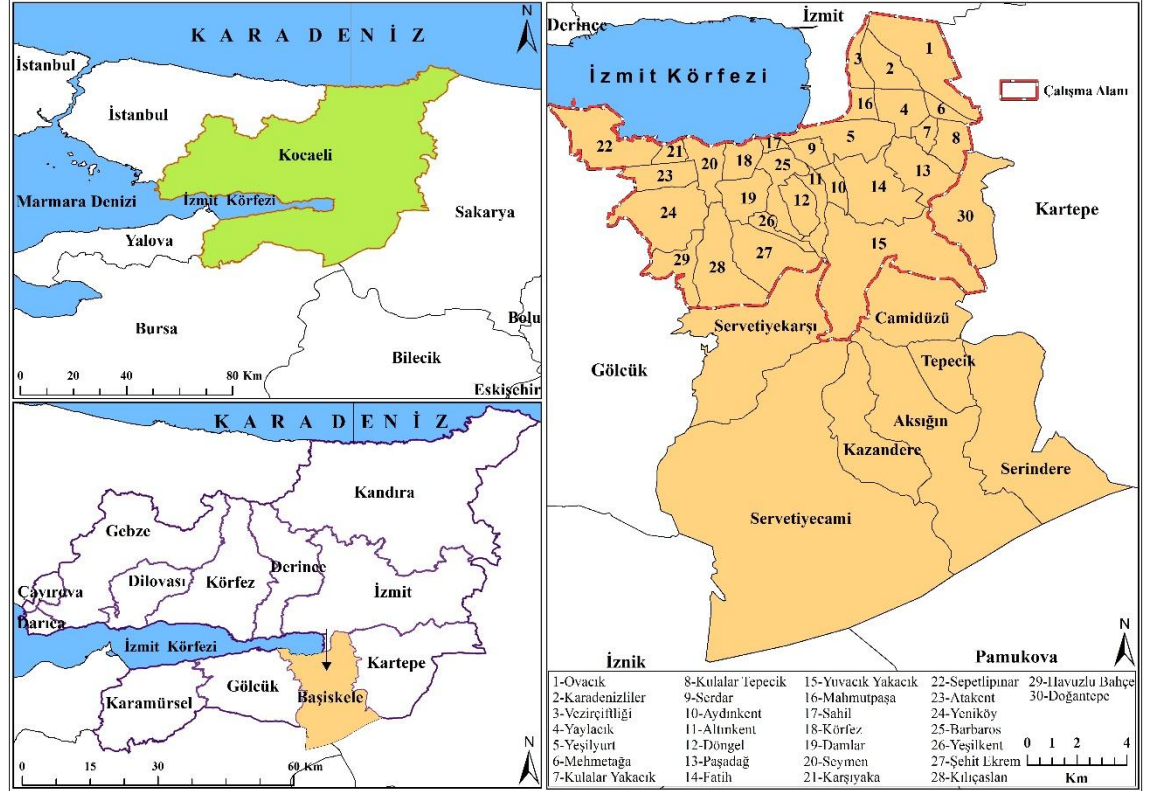 N
KARADENİZ
İstanbul
İstanbul
Kocaeli
Marmara Denizi
İzmit Körfezi
Sakarya
Yalova
Bursa
Bolu
Bilecik
Eskişehir
0 20 40 80 Km
KARADENİZ
Kandıra
Gebze
Derince
Dilovası
Körfez
İzmit
Çayırova
Darıca
İzmit Körfezi
Kartepe
Gölcük
Başiskele
Karamürsel
N
0 15 30 60 Km
Derince
İzmit
İzmit Körfezi
Çalışma Alanı
1
3
2
16
4
6
22
5
7
8
17
21
20
18
9
25
23
11
13
10
14
19
12
24
26
30
Kartepe
15
27
29
28
Servetiyekarşı
Camidüzü
Gölcük
Tepecik
Aksığın
Kazandere
Serindere
Servetiyecami
N
İznik
Pamukova
1-Ovacık
2-Karadenizliler
3-Vezirçiftliği
4-Yaylacık
5-Yeşilyurt
6-Mehmetağa
7-Kulalar Yakacık
8-Kulalar Tepecik
9-Serdar
10-Aydınkent
11-Altınkent
12-Döngel
13-Paşadağ
14-Fatih
15-Yuvacık Yakacık
16-Mahmutpaşa
17-Sahil
18-Körfez
19-Damlar
20-Seymen
21-Karşıyaka
22-Sepetlipınar
23-Atakent
24-Yeniköy
25-Barbaros
26-Yeşilkent
27-Şehit Ekrem
28-Kılıçaslan
29-Havuzlu Bahçe
30-Doğantepe
0 1 2 4
Km